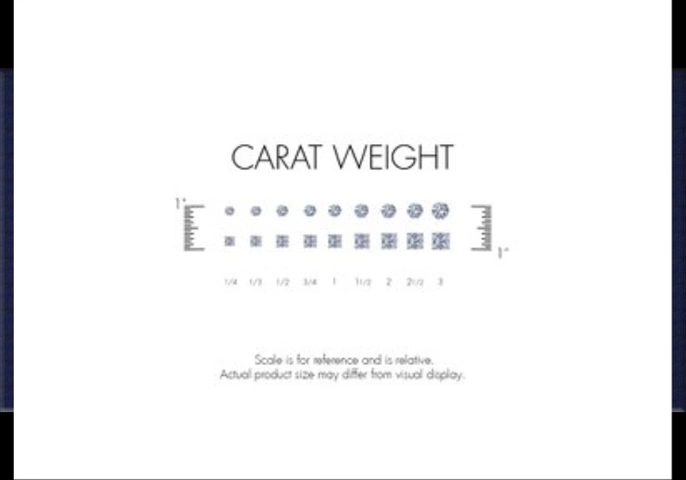 CARAT WEIGHT
1"
1"
1/4 1/3 1/2 3/4 1 1 1/2 2 2 1/2 3
Scale is for reference and is relative.
Actual product size may differ from visual display.